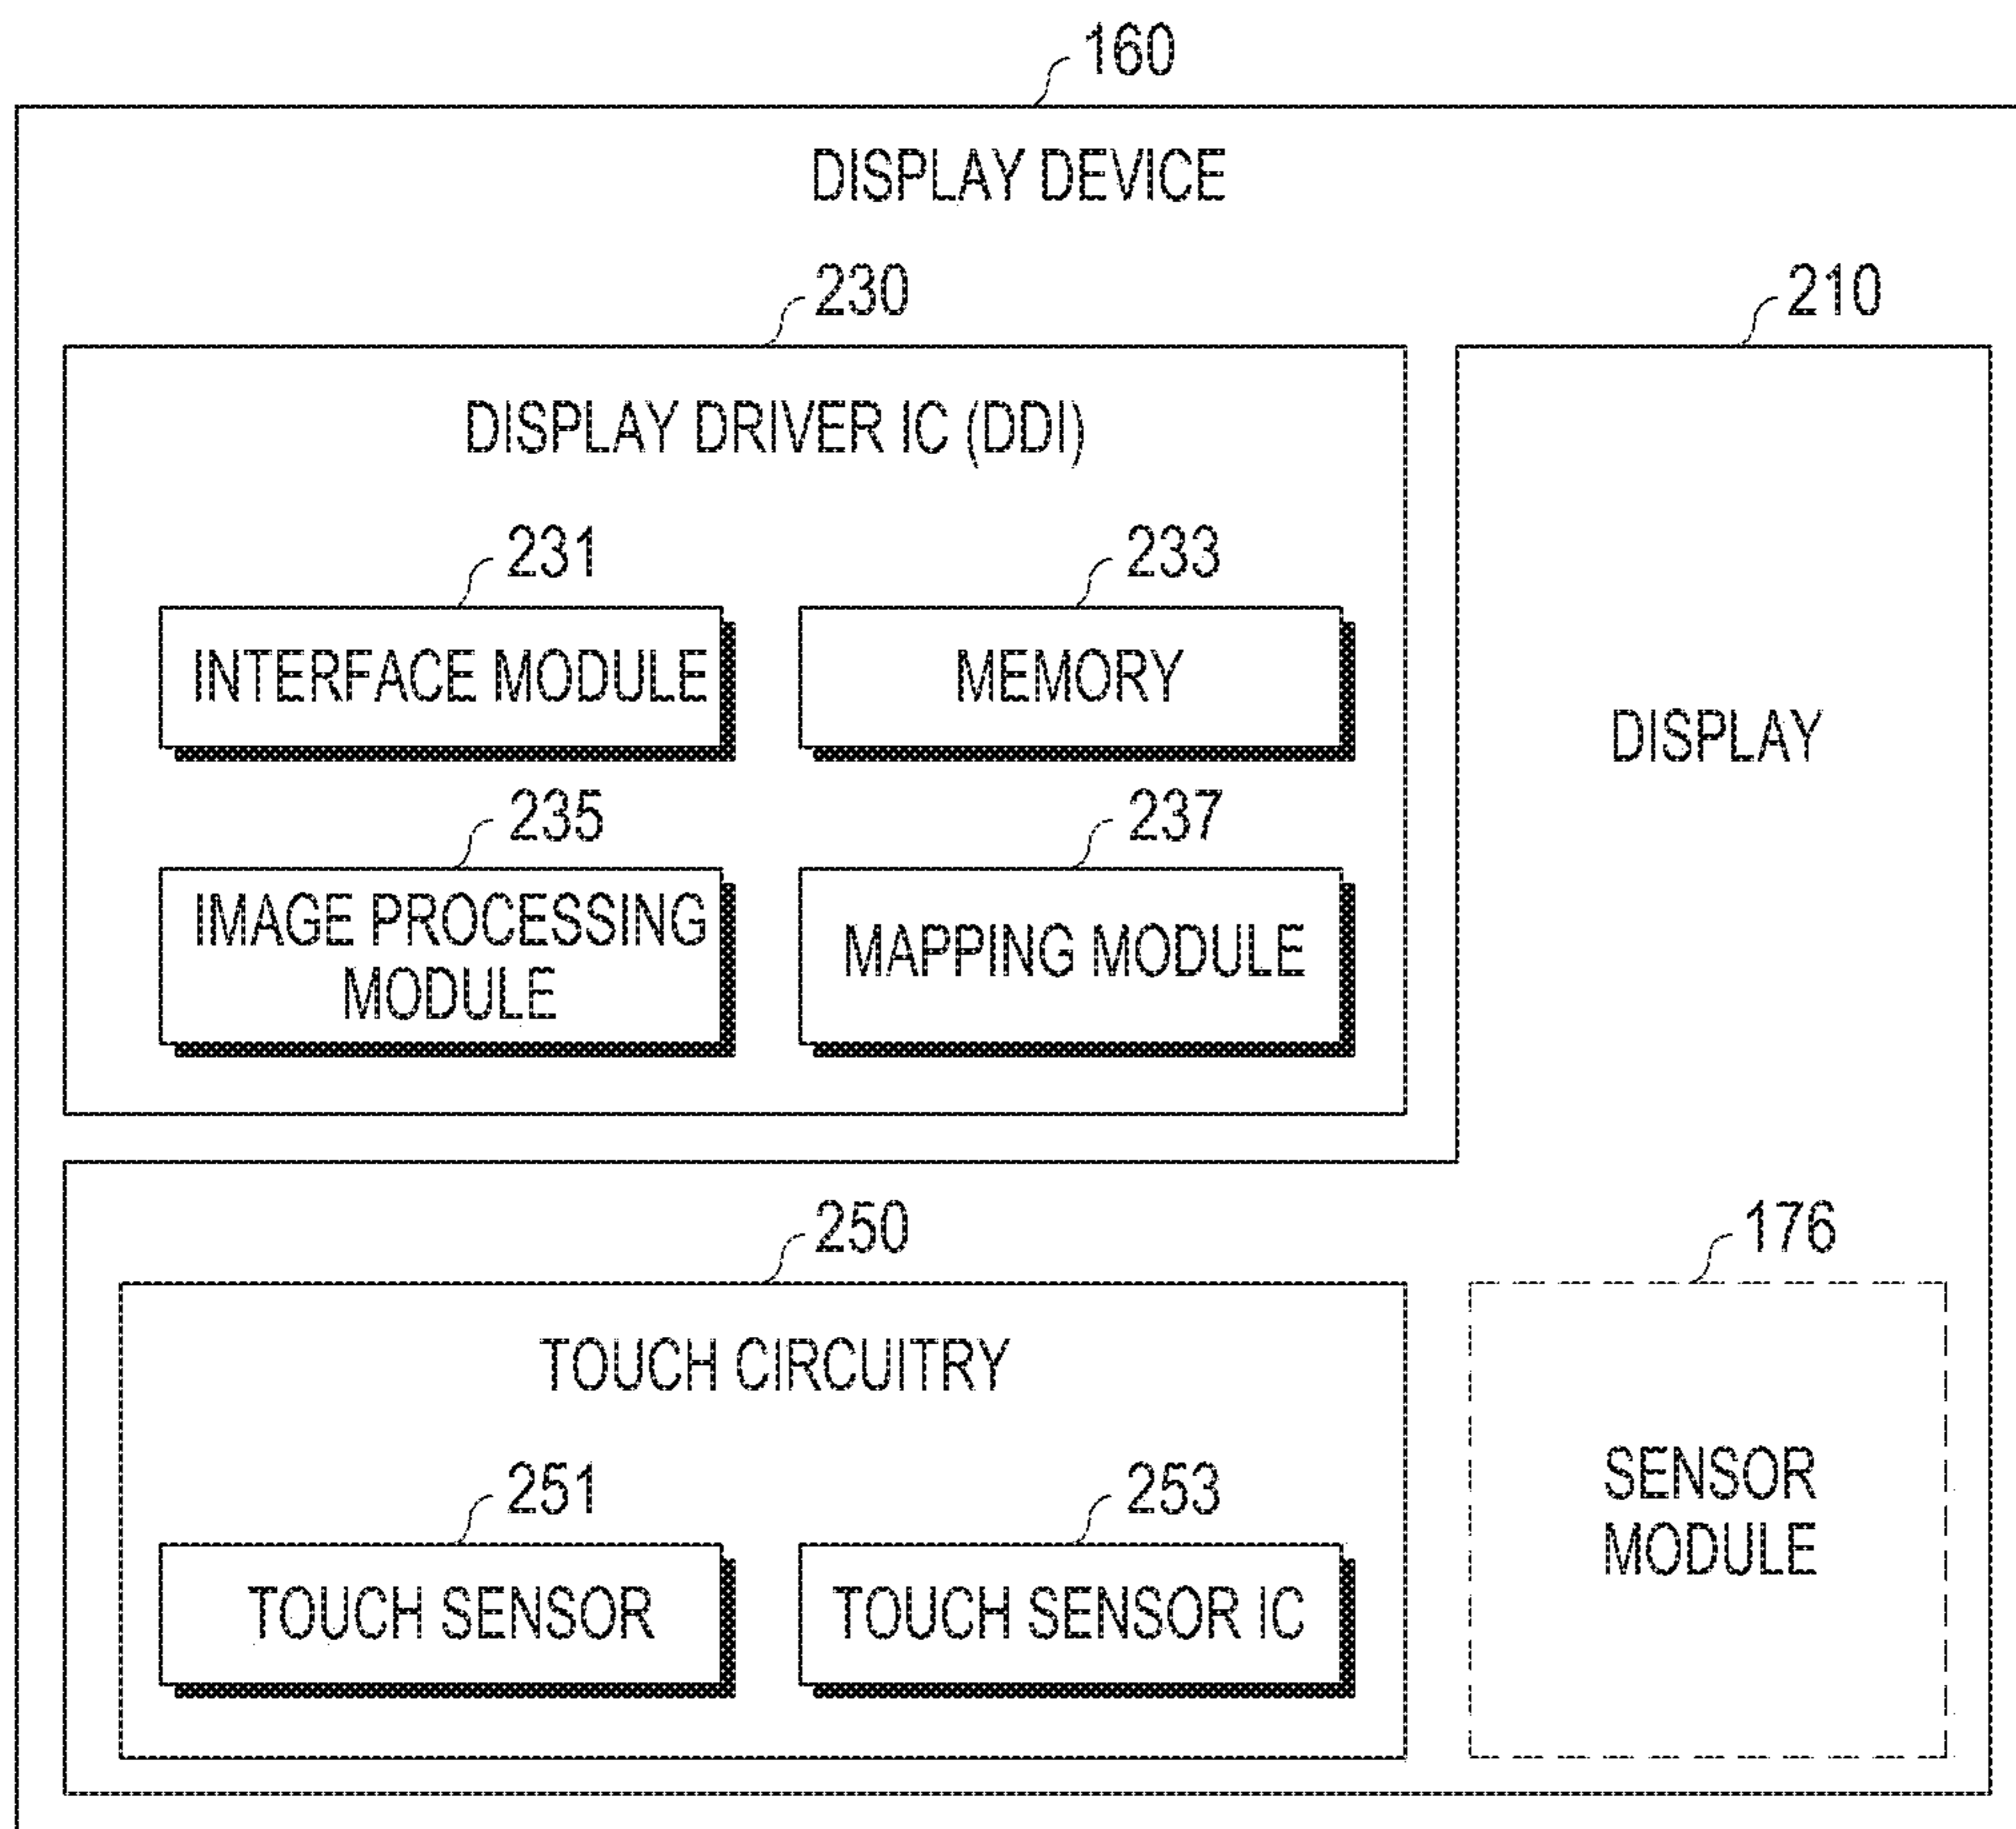 160
DISPLAY DEVICE
230
210
DISPLAY DRIVER IC (DDI)
231
233
INTERFACE MODULE
MEMORY
DISPLAY
235
237
IMAGE PROCESSING
MODULE
MAPPING MODULE
250
176
TOUCH CIRCUITRY
SENSOR
MODULE
251
253
TOUCH SENSOR
TOUCH SENSOR IC